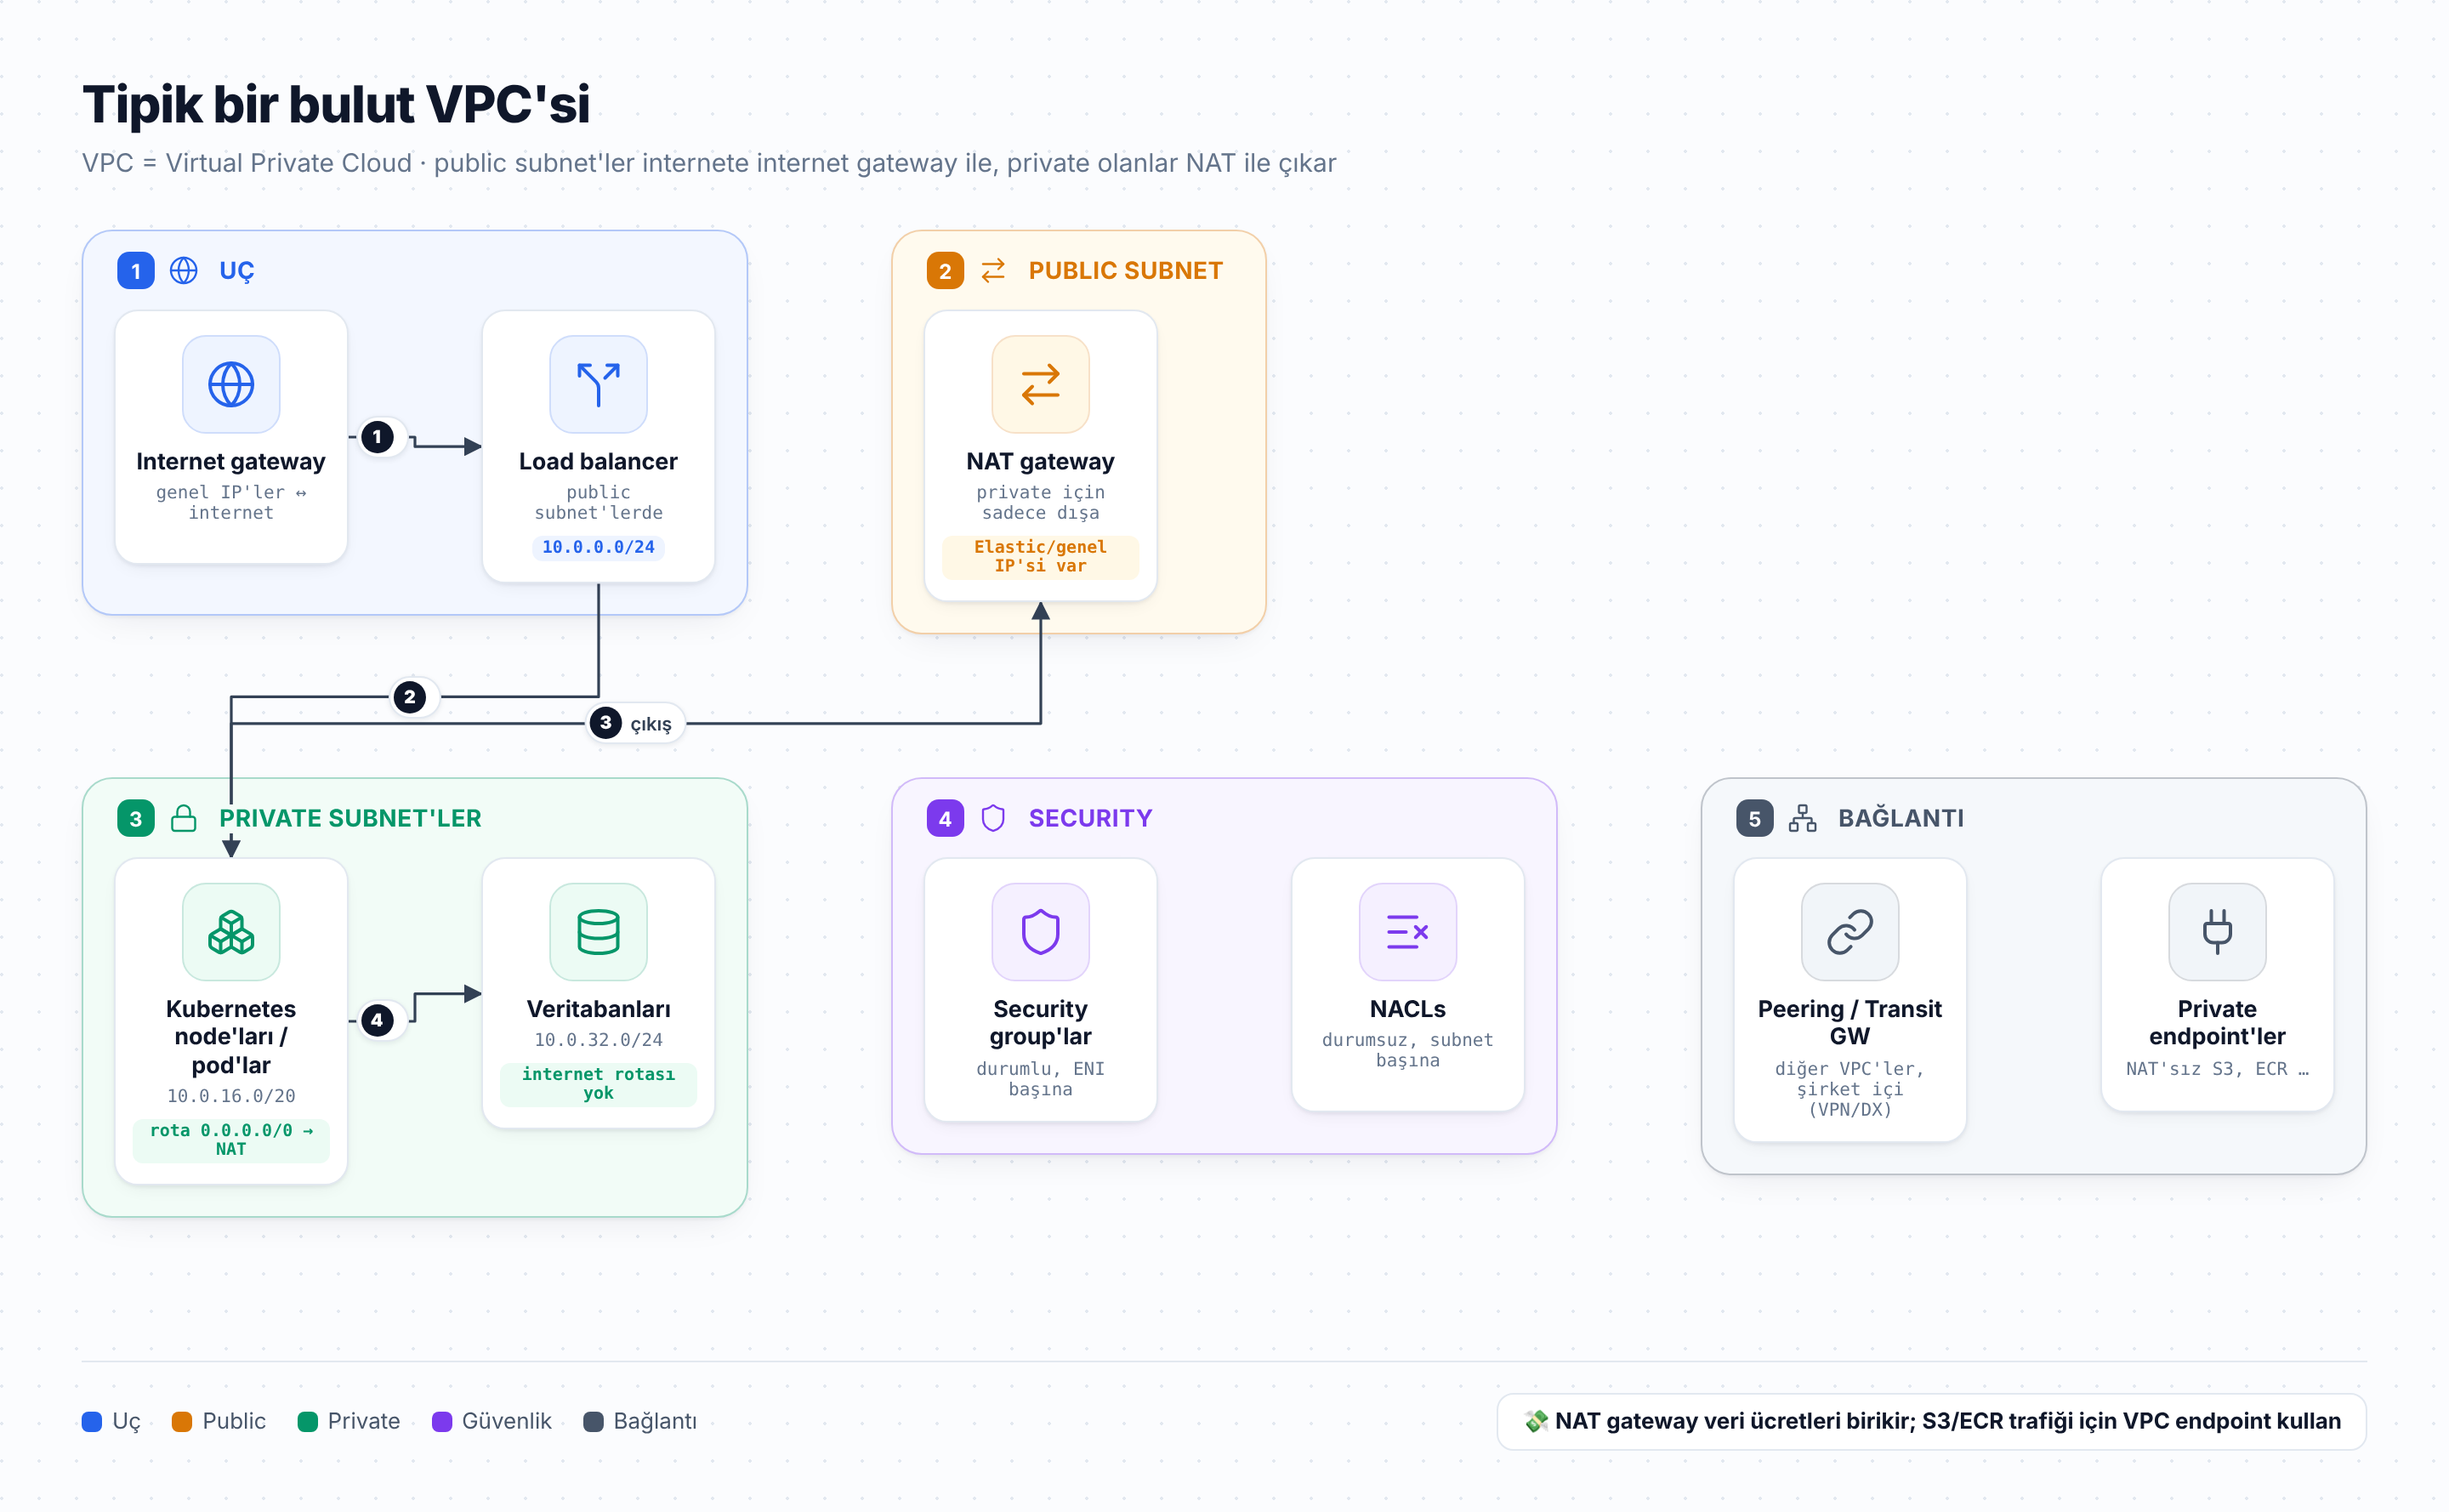 Tipik bir bulut VPC'si
VPC = Virtual Private Cloud · public subnet'ler internete internet gateway ile, private olanlar NAT ile çıkar
1 UÇ
Internet gateway
genel IP'ler ↔
internet
1
Load balancer
public
subnet'lerde
10.0.0.0/24
2 PUBLIC SUBNET
NAT gateway
private için
sadece dışa
Elastic/genel
IP'si var
2
3 çıkış
3 PRIVATE SUBNET'LER
Kubernetes
node'ları /
pod'lar
10.0.16.0/20
rota 0.0.0.0/0 →
NAT
4
Veritabanları
10.0.32.0/24
internet rotası
yok
4 SECURITY
Security
group'lar
durumlu, ENI
başına
NACLs
durumsuz, subnet
başına
5 BAĞLANTI
Peering / Transit
GW
diğer VPC'ler,
şirket içi
(VPN/DX)
Private
endpoint'ler
NAT'sız S3, ECR …
Uç
Public
Private
Güvenlik
Bağlantı
💸 NAT gateway veri ücretleri birikir; S3/ECR trafiği için VPC endpoint kullan